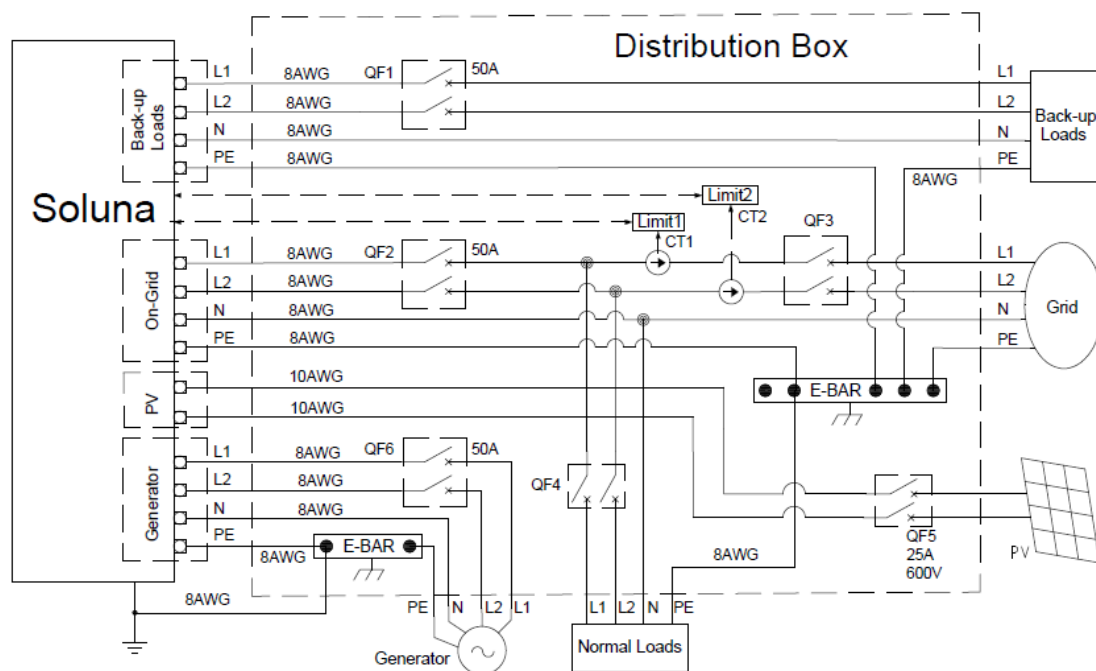 Distribution Box
L1
8AWG
QF1
50A
L1
L2
8AWG
L2
Back-up
Loads
N
8AWG
N
Back-up
Loads
PE
8AWG
PE
8AWG
Soluna
Limit2
Limit1
CT2
CT1
QF3
L1
8AWG
QF2
50A
L1
On-Grid
L2
8AWG
L2
N
8AWG
N
Grid
PE
8AWG
PE
10AWG
PV
10AWG
E-BAR
L1
8AWG
QF6
50A
Generator
L2
8AWG
QF4
N
8AWG
PE
8AWG
E-BAR
8AWG
QF5
25A
600V
PV
8AWG
PE
N
L2
L1
L1
L2
N
PE
Generator
Normal Loads